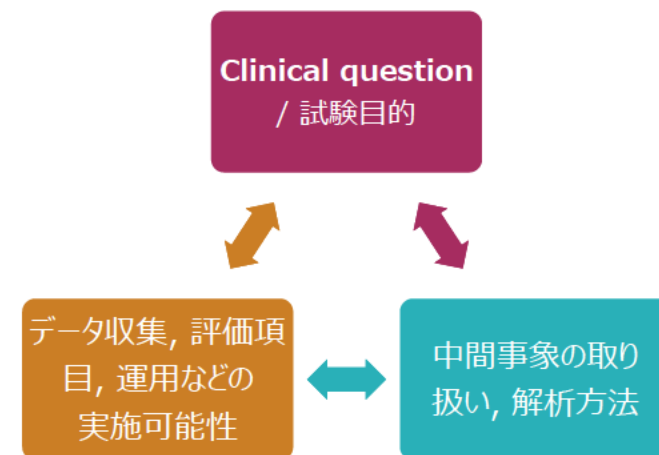 Clinical question
/ 試験目的
データ収集, 評価項
目, 運用などの
実施可能性
中間事象の取り
扱い, 解析方法